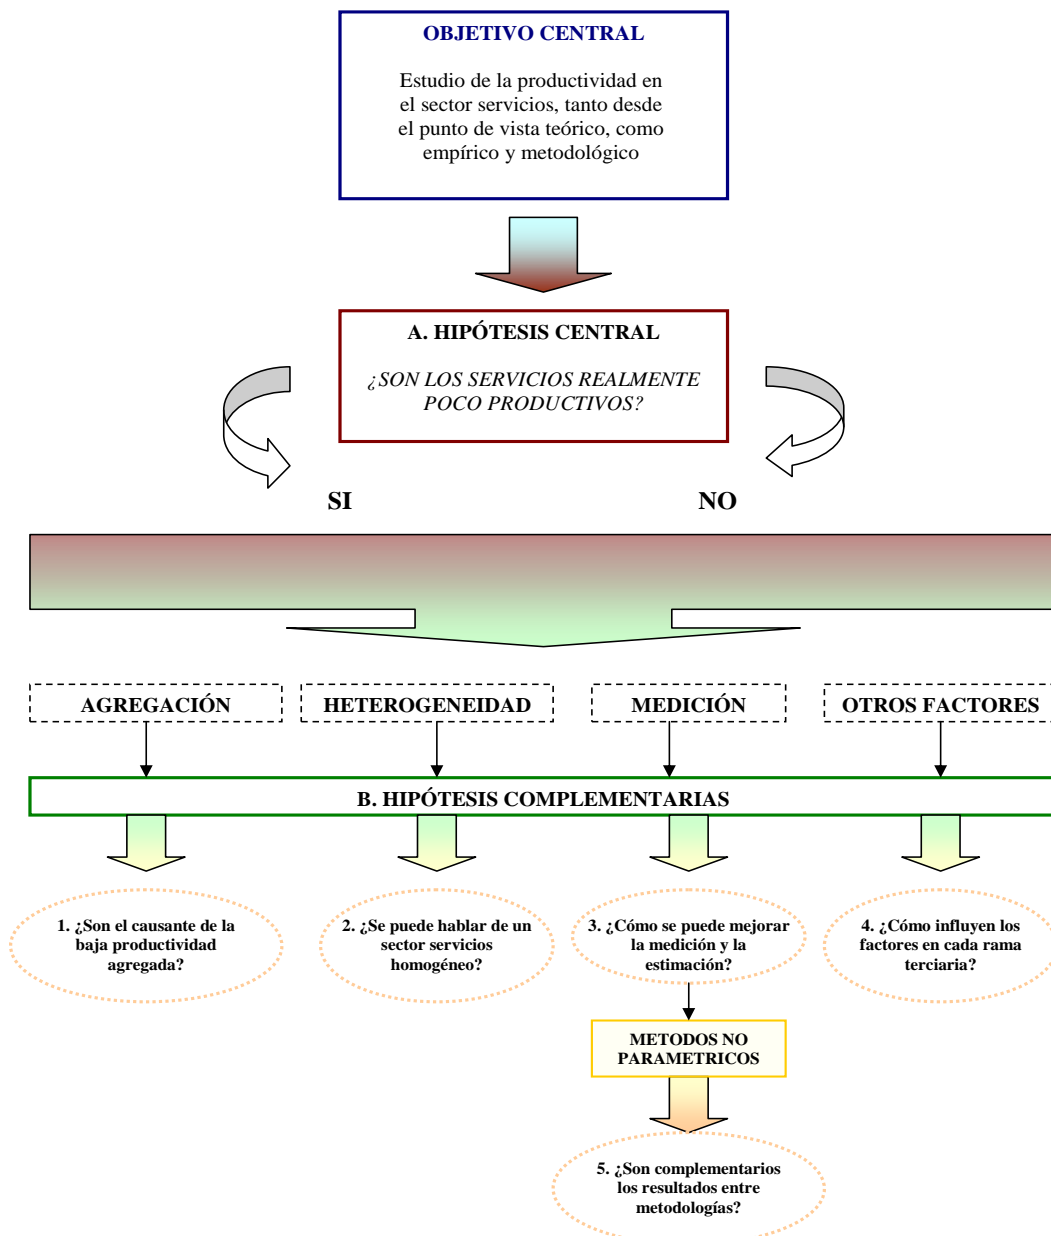 OBJETIVO CENTRAL
Estudio de la productividad en
el sector servicios, tanto desde
el punto de vista teórico, como
empírico y metodológico
A. HIPÓTESIS CENTRAL
¿SON LOS SERVICIOS REALMENTE
POCO PRODUCTIVOS?
SI
NO
AGREGACIÓN
HETEROGENEIDAD
MEDICIÓN
OTROS FACTORES
B. HIPÓTESIS COMPLEMENTARIAS
1. ¿Son el causante de la
baja productividad
agregada?
2. ¿Se puede hablar de un
sector servicios
homogéneo?
3. ¿Cómo se puede mejorar
la medición y la
estimación?
4. ¿Cómo influyen los
factores en cada rama
terciaria?
METODOS NO
PARAMETRICOS
5. ¿Son complementarios
los resultados entre
metodologías?